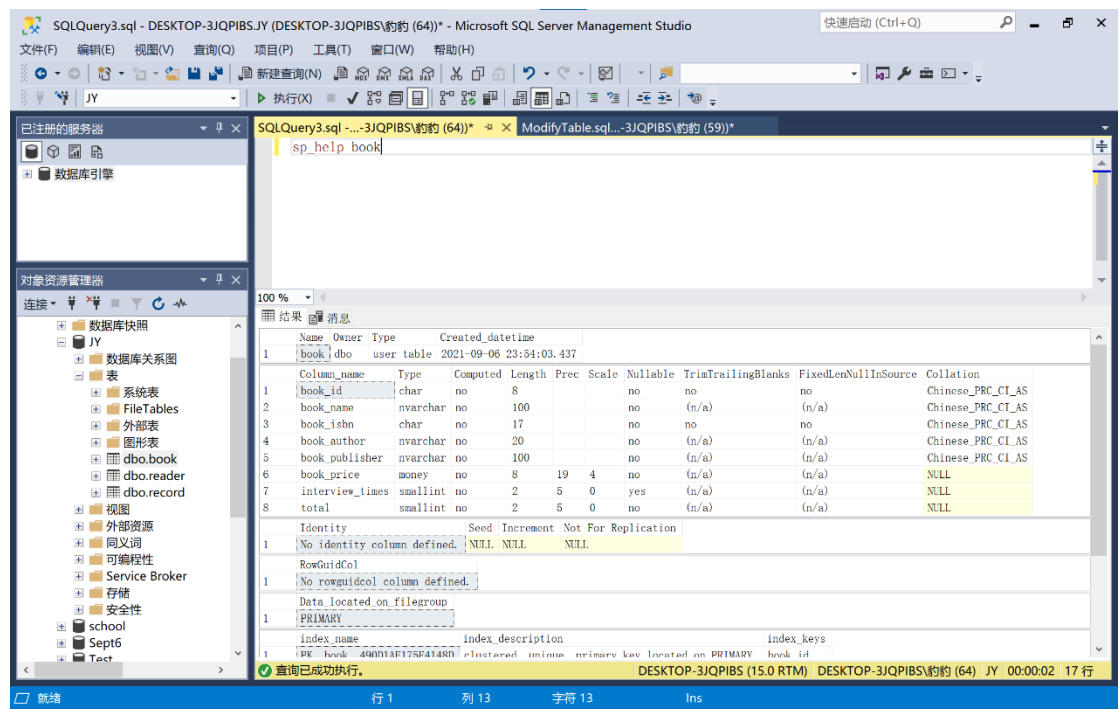 SQLQuery3.sql - DESKTOP-3JQPIBS.JY (DESKTOP-3JQPIBS\豹豹 (64))* - Microsoft SQL Server Management Studio
快速启动 (Ctrl+Q)
文件(F) 编辑(E) 视图(V) 查询(Q) 项目(P) 工具(T) 窗口(W) 帮助(H)
新建查询(N)
JY 执行(X)
已注册的服务器
数据库引擎
SQLQuery3.sql -...-3JQPIBS\豹豹 (64))* ModifyTable.sql...-3JQPIBS\豹豹 (59))*
sp_help book
对象资源管理器
连接
数据库快照
JY
数据库关系图
表
系统表
FileTables
外部表
图形表
dbo.book
dbo.reader
dbo.record
视图
外部资源
同义词
可编程性
Service Broker
存储
安全性
school
Sept6
Test
100 %
结果 消息
Name Owner Type Created_datetime
1 book dbo user table 2021-09-06 23:54:03.437
Column_name Type Computed Length Prec Scale Nullable TrimTrailingBlanks FixedLenNullInSource Collation
1 book_id char no 8 no no no Chinese_PRC_CI_AS
2 book_name nvarchar no 100 no (n/a) (n/a) Chinese_PRC_CI_AS
3 book_isbn char no 17 no no no Chinese_PRC_CI_AS
4 book_author nvarchar no 20 no (n/a) (n/a) Chinese_PRC_CI_AS
5 book_publisher nvarchar no 100 no (n/a) (n/a) Chinese_PRC_CI_AS
6 book_price money no 8 19 4 no (n/a) (n/a) NULL
7 interview_times smallint no 2 5 0 yes (n/a) (n/a) NULL
8 total smallint no 2 5 0 no (n/a) (n/a) NULL
Identity Seed Increment Not For Replication
1 No identity column defined. NULL NULL NULL
RowGuidCol
1 No rowguidcol column defined.
Data_located_on_filegroup
1 PRIMARY
index_name index_description index_keys
1 PK__book__490D1AE175F4148D clustered, unique, primary key located on PRIMARY book_id
查询已成功执行。 DESKTOP-3JQPIBS (15.0 RTM) DESKTOP-3JQPIBS\豹豹 (64) JY 00:00:02 17 行
就绪 行 1 列 13 字符 13 Ins